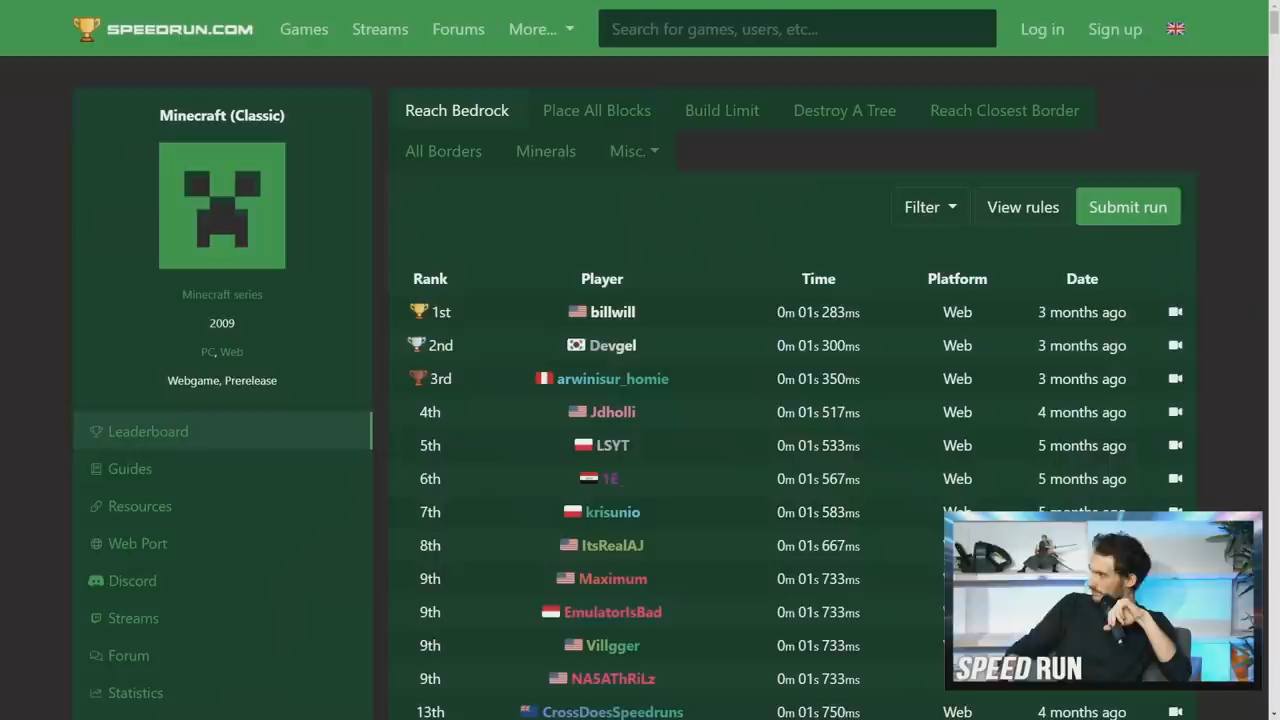 SPEEDRUN.COM Games Streams Forums More... Search for games, users, etc... Log in Sign up
Minecraft (Classic)
Minecraft series
2009
PC, Web
Webgame, Prerelease
Leaderboard
Guides
Resources
Web Port
Discord
Streams
Forum
Statistics
Reach Bedrock Place All Blocks Build Limit Destroy A Tree Reach Closest Border
All Borders Minerals Misc.
Filter View rules Submit run
Rank Player Time Platform Date
1st billwill 0m 01s 283ms Web 3 months ago
2nd Devgel 0m 01s 300ms Web 3 months ago
3rd arwinisur_homie 0m 01s 350ms Web 3 months ago
4th Jdholli 0m 01s 517ms Web 4 months ago
5th LSYT 0m 01s 533ms Web 5 months ago
6th 1E_ 0m 01s 567ms Web 5 months ago
7th krisunio 0m 01s 583ms
8th ItsRealAJ 0m 01s 667ms
9th Maximum 0m 01s 733ms
9th EmulatorIsBad 0m 01s 733ms
9th Villgger 0m 01s 733ms
9th NA5AThRiLz 0m 01s 733ms
13th CrossDoesSpeedruns 0m 01s 750ms Web 4 months ago
SPEED RUN